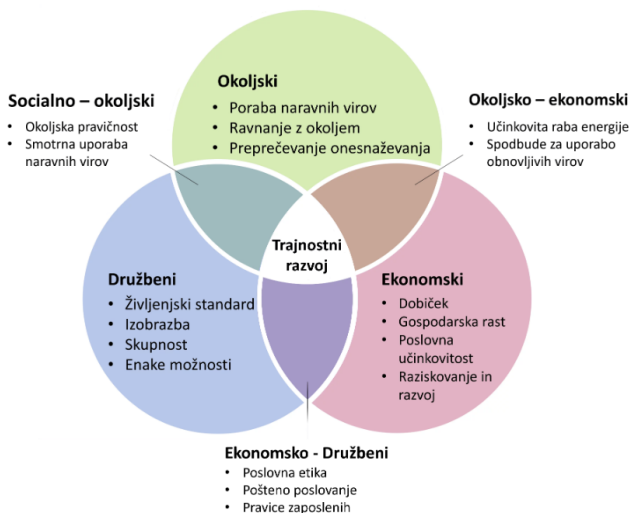 Okoljski
• Poraba naravnih virov
• Ravnanje z okoljem
• Preprečevanje onesnaževanja
Socialno – okoljski
• Okoljska pravičnost
• Smotrna uporaba
naravnih virov
Okoljsko – ekonomski
• Učinkovita raba energije
• Spodbude za uporabo
obnovljivih virov
Trajnostni
razvoj
Družbeni
• Življenjski standard
• Izobrazba
• Skupnost
• Enake možnosti
Ekonomski
• Dobiček
• Gospodarska rast
• Poslovna
učinkovitost
• Raziskovanje in
razvoj
Ekonomsko - Družbeni
• Poslovna etika
• Pošteno poslovanje
• Pravice zaposlenih